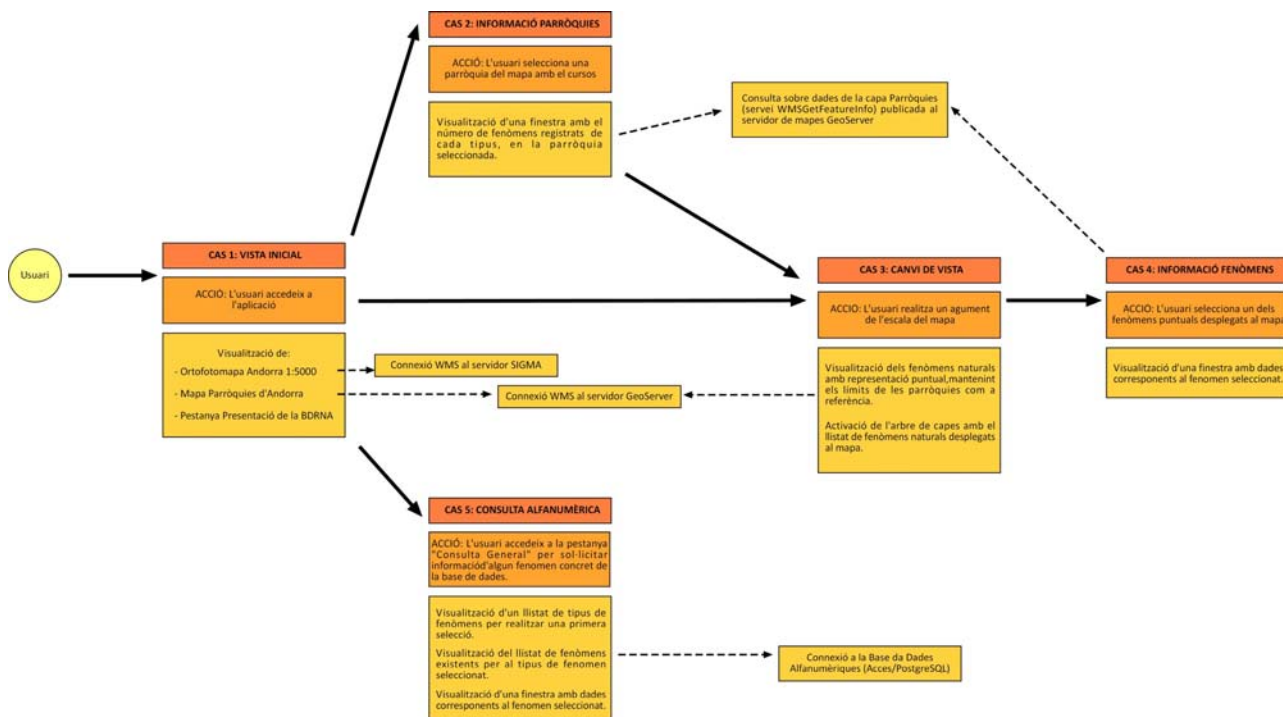 CAS 2: INFORMACIÓ PARRÒQUIES
ACCIÓ: L'usuari selecciona una
parròquia del mapa amb el cursos
Visualització d'una finestra amb el
número de fenòmens registrats de
cada tipus, en la parròquia
seleccionada.
Consulta sobre dades de la capa Parròquies
(servei WMSGetFeatureInfo) publicada al
servidor de mapes GeoServer
Usuari
CAS 1: VISTA INICIAL
ACCIÓ: L'usuari accedeix a
l'aplicació
Visualització de:
- Ortofotomapa Andorra 1:5000
- Mapa Parròquies d'Andorra
- Pestanya Presentació de la BDRNA
Connexió WMS al servidor SIGMA
Connexió WMS al servidor GeoServer
CAS 3: CANVI DE VISTA
ACCIÓ: L'usuari realitza un agument
de l'escala del mapa
Visualització dels fenòmens naturals
amb representació puntual,mantenint
els límits de les parròquies com a
referència.
Activació de l'arbre de capes amb el
llistat de fenòmens naturals desplegats
al mapa.
CAS 4: INFORMACIÓ FENÒMENS
ACCIÓ: L'usuari selecciona un dels
fenòmens puntuals desplegats al mapa
Visualització d'una finestra amb dades
corresponents al fenomen seleccionat.
CAS 5: CONSULTA ALFANUMÈRICA
ACCIÓ: L'usuari accedeix a la pestanya
"Consulta General" per sol·licitar
informaciód'algun fenomen concret de
la base de dades.
Visualització d'un llistat de tipus de
fenòmens per realitzar una primera
selecció.
Visualització del llistat de fenòmens
existents per al tipus de fenomen
seleccionat.
Visualització d'una finestra amb dades
corresponents al fenomen seleccionat.
Connexió a la Base da Dades
Alfanumèriques (Acces/PostgreSQL)